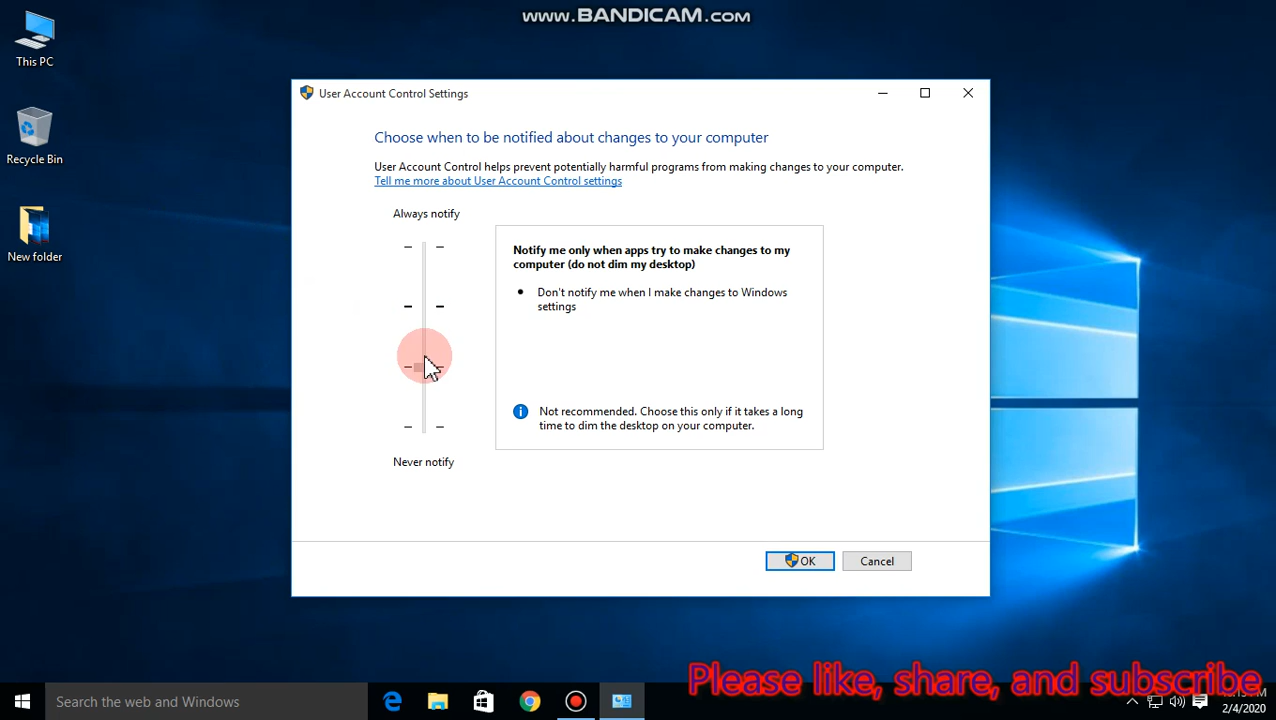 www.BANDICAM.com
This PC
Recycle Bin
New folder
User Account Control Settings
Choose when to be notified about changes to your computer
User Account Control helps prevent potentially harmful programs from making changes to your computer.
Tell me more about User Account Control settings
Always notify
Notify me only when apps try to make changes to my
computer (do not dim my desktop)
Don't notify me when I make changes to Windows
settings
Not recommended. Choose this only if it takes a long
time to dim the desktop on your computer.
Never notify
OK
Cancel
Please like, share, and subscribe
Search the web and Windows
2/4/2020